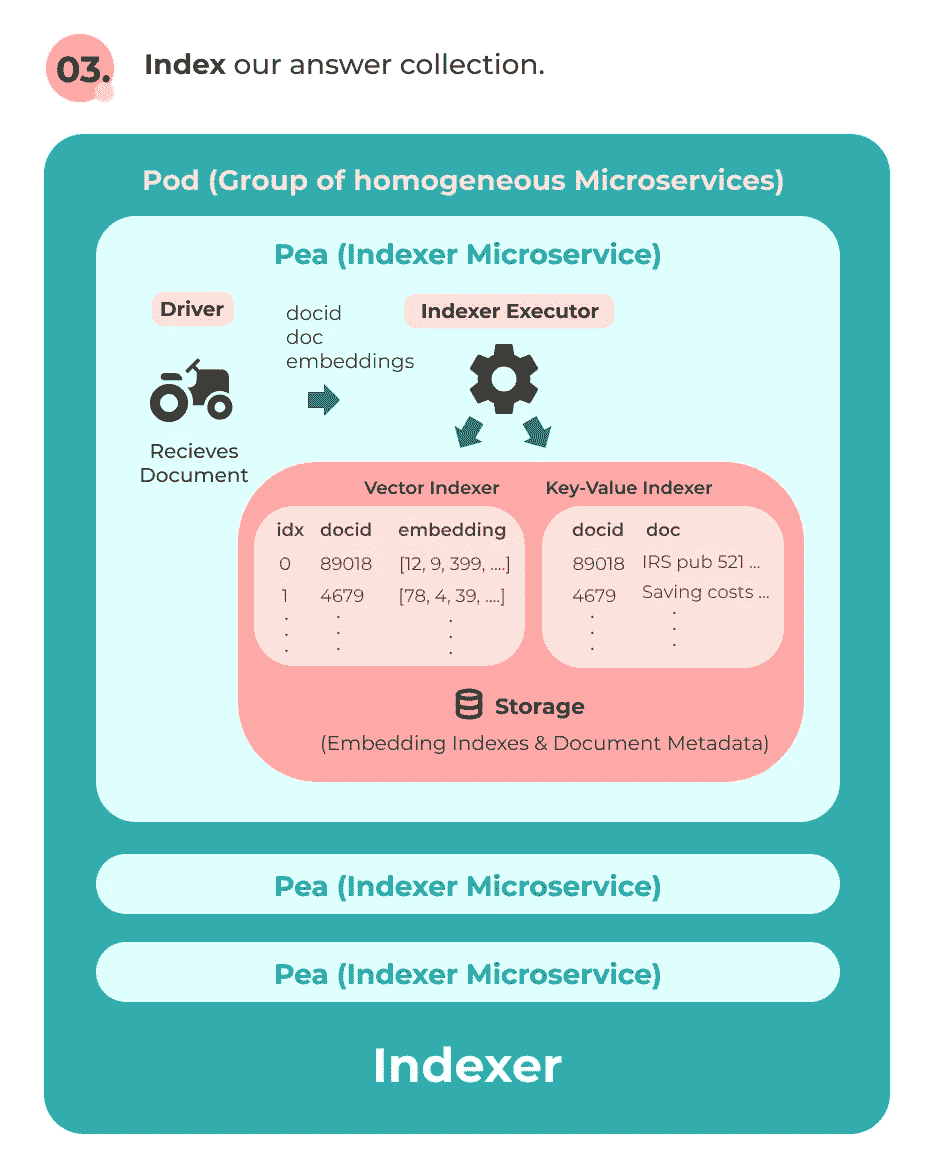 03. Index our answer collection.
Pod (Group of homogeneous Microservices)
Pea (Indexer Microservice)
Driver
docid
doc
embeddings
Indexer Executor
Recieves
Document
Vector Indexer
Key-Value Indexer
idx docid embedding
0 89018 [12, 9, 399, ....]
1 4679 [78, 4, 39, ....]
docid doc
89018 IRS pub 521 ...
4679 Saving costs ...
Storage
(Embedding Indexes & Document Metadata)
Pea (Indexer Microservice)
Pea (Indexer Microservice)
Indexer